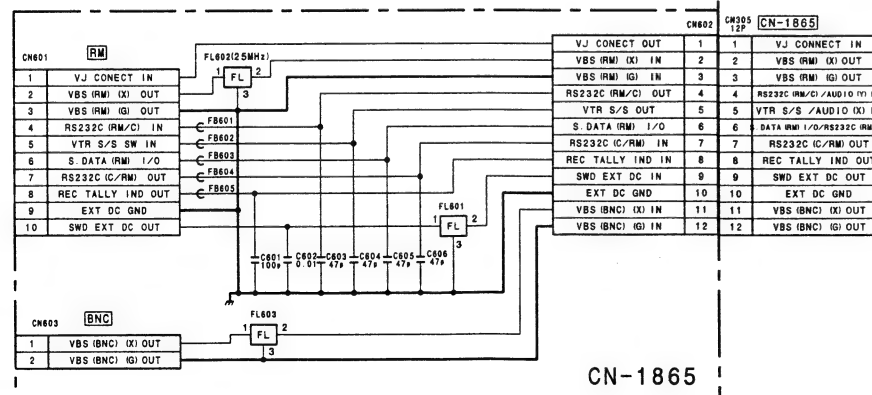 CN601 RM
1 VJ CONECT IN
2 VBS (RM) (X) OUT
3 VBS (RM) (G) OUT
4 RS232C (RM/C) IN
5 VTR S/S SW IN
6 S.DATA (RM) I/O
7 RS232C (C/RM) OUT
8 REC TALLY IND OUT
9 EXT DC GND
10 SWD EXT DC OUT
FL602(25MHz)
1 FL 2
3
FB601
FB602
FB603
FB604
FB605
FL601
1 FL 2
3
C601 100p
C602 0.01
C603 47p
C604 47p
C605 47p
C606 47p
CN603 BNC
1 VBS (BNC) (X) OUT
2 VBS (BNC) (G) OUT
FL603
1 FL 2
3
CN602
VJ CONECT OUT 1
VBS (RM) (X) IN 2
VBS (RM) (G) IN 3
RS232C (RM/C) OUT 4
VTR S/S OUT 5
S.DATA (RM) I/O 6
RS232C (C/RM) IN 7
REC TALLY IND IN 8
SWD EXT DC IN 9
EXT DC GND 10
VBS (BNC) (X) IN 11
VBS (BNC) (G) IN 12
CN305 12P CN-1865
1 VJ CONECT IN
2 VBS (RM) (X) OUT
3 VBS (RM) (G) OUT
4 RS232C (RM/C) /AUDIO (Y)
5 VTR S/S /AUDIO (X)
6 S.DATA (RM) I/O/RS232C
7 RS232C (C/RM) OUT
8 REC TALLY IND OUT
9 SWD EXT DC OUT
10 EXT DC GND
11 VBS (BNC) (X) OUT
12 VBS (BNC) (G) OUT
CN-1865